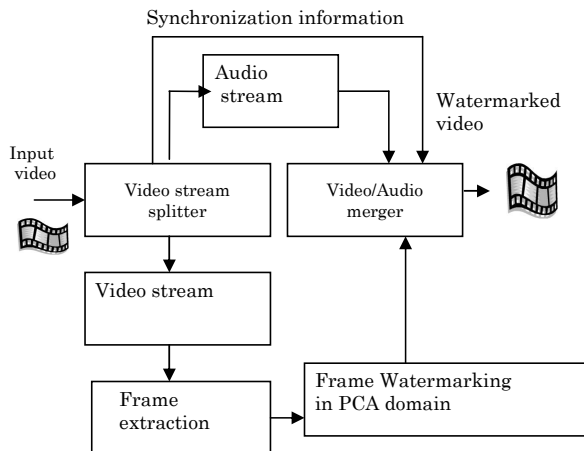 Synchronization information
Audio
stream
Watermarked
video
Input
video
Video stream
splitter
Video/Audio
merger
Video stream
Frame
extraction
Frame Watermarking
in PCA domain